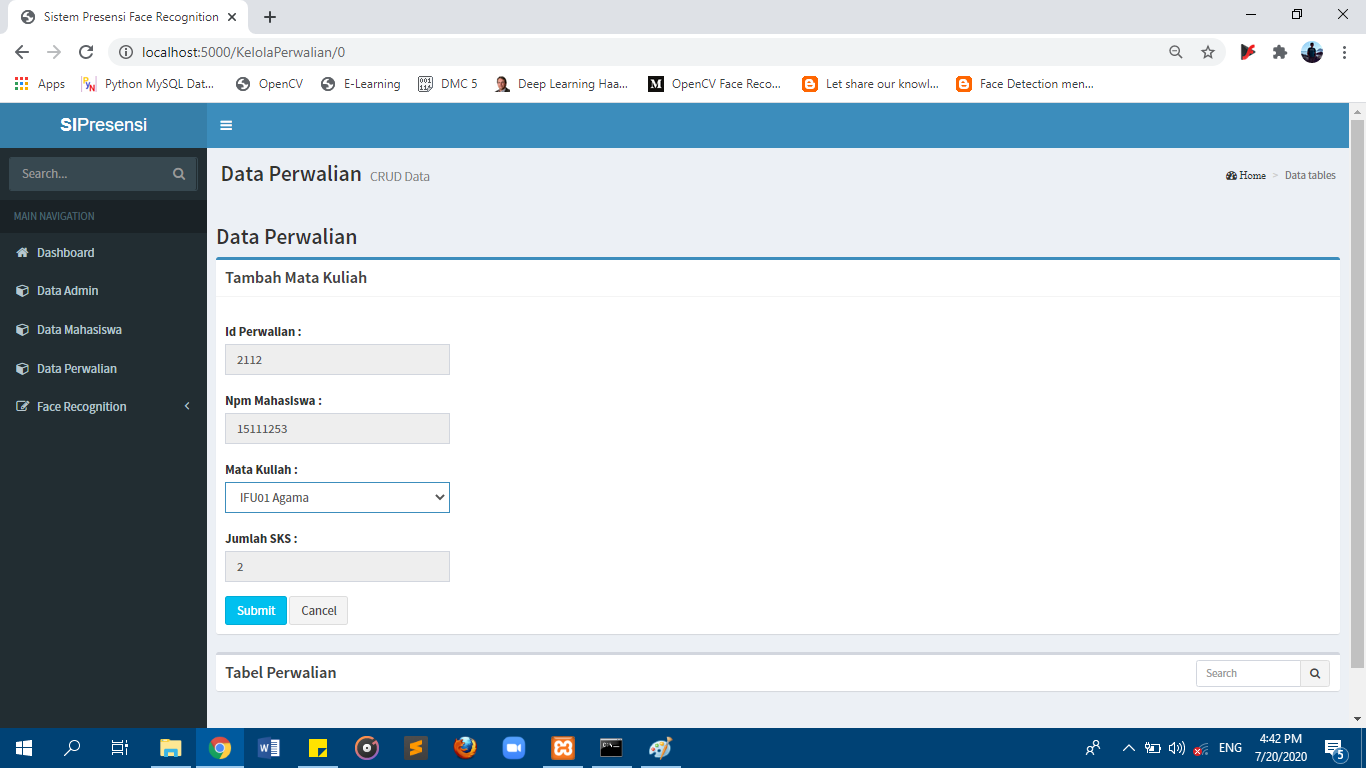 Sistem Presensi Face Recognition
localhost:5000/KelolaPerwalian/0
Apps Python MySQL Dat... OpenCV E-Learning DMC 5 Deep Learning Haa... OpenCV Face Reco... Let share our knowl... Face Detection men...
SIPresensi
Search...
Data Perwalian CRUD Data
Home > Data tables
MAIN NAVIGATION
Dashboard
Data Admin
Data Mahasiswa
Data Perwalian
Face Recognition
Data Perwalian
Tambah Mata Kuliah
Id Perwalian :
2112
Npm Mahasiswa :
15111253
Mata Kuliah :
IFU01 Agama
Jumlah SKS :
2
Submit Cancel
Tabel Perwalian
Search
ENG
4:42 PM
7/20/2020
5